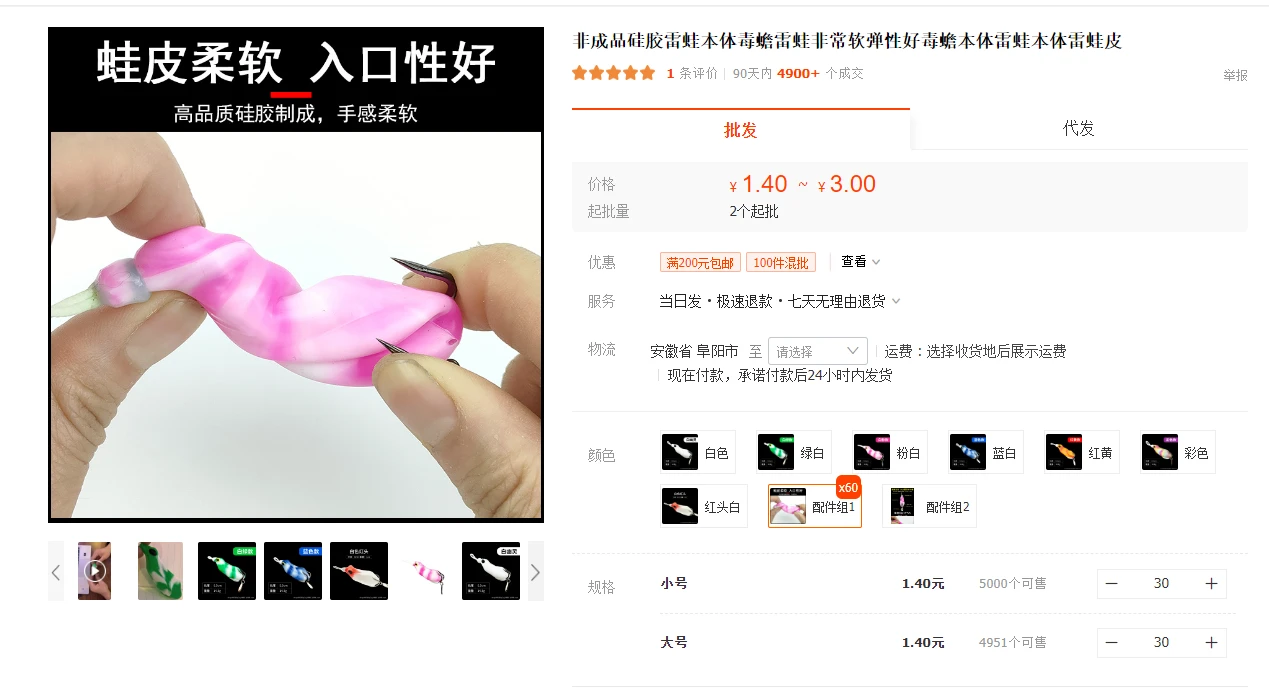 蛙皮柔软 入口性好
高品质硅胶制成，手感柔软
非成品硅胶雷蛙本体毒蟾雷蛙非常软弹性好毒蟾本体雷蛙本体雷蛙皮
1 条评价 90天内 4900+ 个成交
举报
批发 代发
价格 ¥ 1.40 ~ ¥ 3.00
起批量 2个起批
优惠 满200元包邮 100件混批 查看
服务 当日发·极速退款·七天无理由退货
物流 安徽省 阜阳市 至 请选择 运费：选择收货地后展示运费
现在付款，承诺付款后24小时内发货
颜色 白色 绿白 粉白 蓝白 红黄 彩色
红头白 配件组1 x60 配件组2
规格 小号 1.40元 5000个可售 — 30 +
大号 1.40元 4951个可售 — 30 +